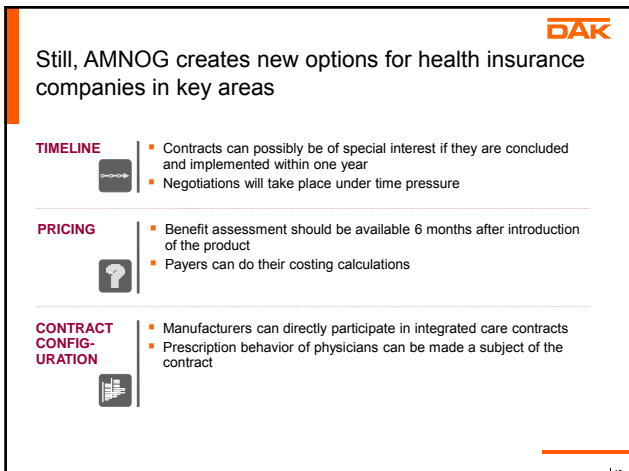 DAK
Still, AMNOG creates new options for health insurance
companies in key areas
TIMELINE
▪ Contracts can possibly be of special interest if they are concluded
and implemented within one year
▪ Negotiations will take place under time pressure
PRICING
▪ Benefit assessment should be available 6 months after introduction
of the product
▪ Payers can do their costing calculations
?
CONTRACT
CONFIG-
URATION
▪ Manufacturers can directly participate in integrated care contracts
▪ Prescription behavior of physicians can be made a subject of the
contract